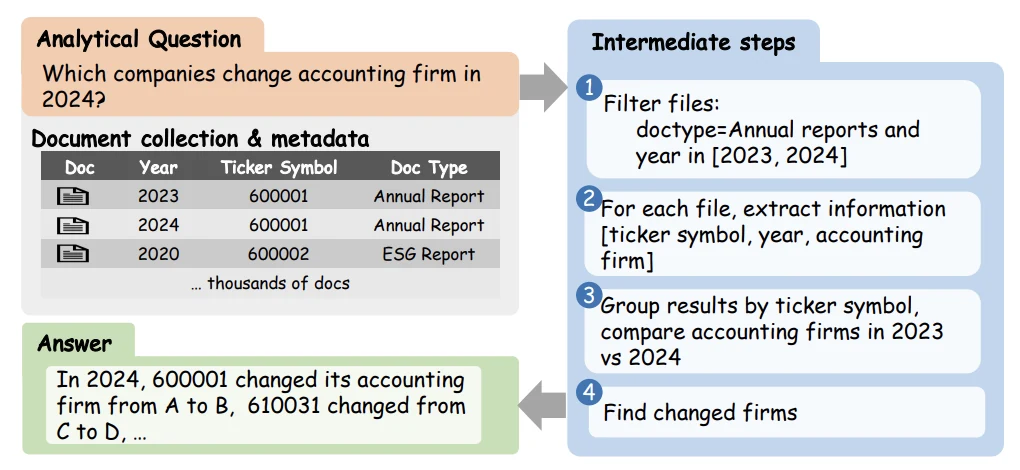 Analytical Question
Which companies change accounting firm in
2024?
Document collection & metadata
Doc Year Ticker Symbol Doc Type
2023 600001 Annual Report
2024 600001 Annual Report
2020 600002 ESG Report
... thousands of docs
Answer
In 2024, 600001 changed its accounting
firm from A to B, 610031 changed from
C to D, ...
Intermediate steps
1
Filter files:
doctype=Annual reports and
year in [2023, 2024]
2
For each file, extract information
[ticker symbol, year, accounting
firm]
3
Group results by ticker symbol,
compare accounting firms in 2023
vs 2024
4
Find changed firms